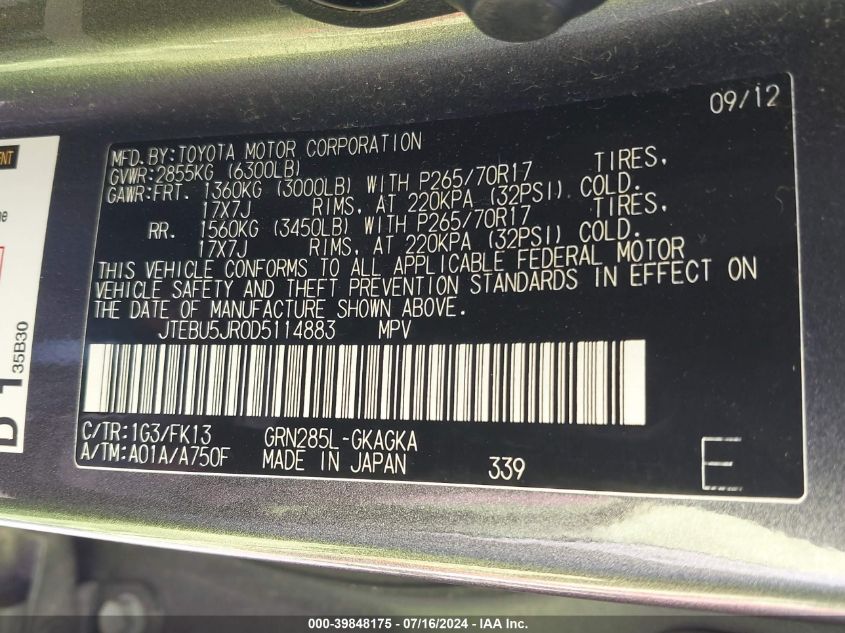 09/12
MFD. BY: TOYOTA MOTOR CORPORATION
GVWR: 2855KG (6300LB)
GAWR: FRT. 1360KG (3000LB) WITH P265/70R17 TIRES,
17X7J RIMS, AT 220KPA (32PSI) COLD.
RR. 1560KG (3450LB) WITH P265/70R17 TIRES,
17X7J RIMS, AT 220KPA (32PSI) COLD.
THIS VEHICLE CONFORMS TO ALL APPLICABLE FEDERAL MOTOR
VEHICLE SAFETY AND THEFT PREVENTION STANDARDS IN EFFECT ON
THE DATE OF MANUFACTURE SHOWN ABOVE.
JTEBU5JR0D5114883 MPV
C/TR: 1G3/FK13 GRN285L-GKAGKA
A/TM: A01A/A750F MADE IN JAPAN 339 E
35B30
000-39848175 - 07/16/2024 - IAA Inc.